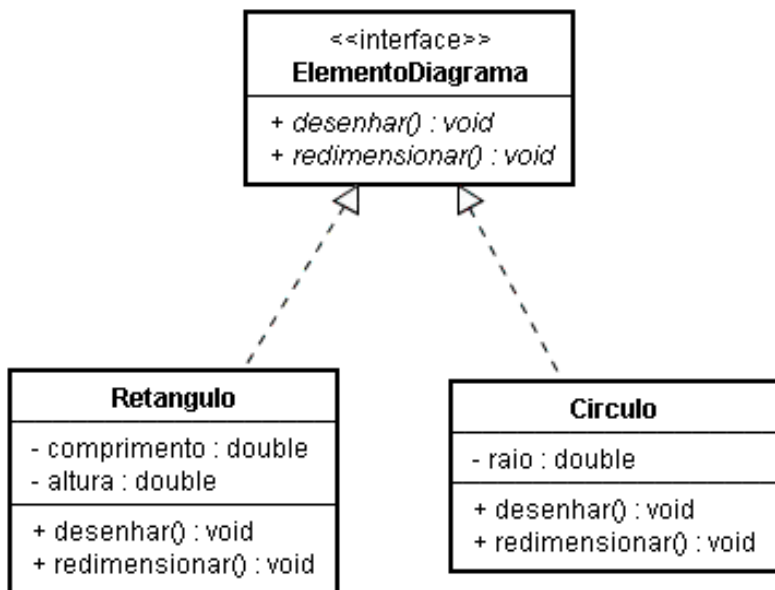 <<interface>>
ElementoDiagrama
+ desenhar() : void
+ redimensionar() : void
Retangulo
- comprimento : double
- altura : double
+ desenhar() : void
+ redimensionar() : void
Circulo
- raio : double
+ desenhar() : void
+ redimensionar() : void